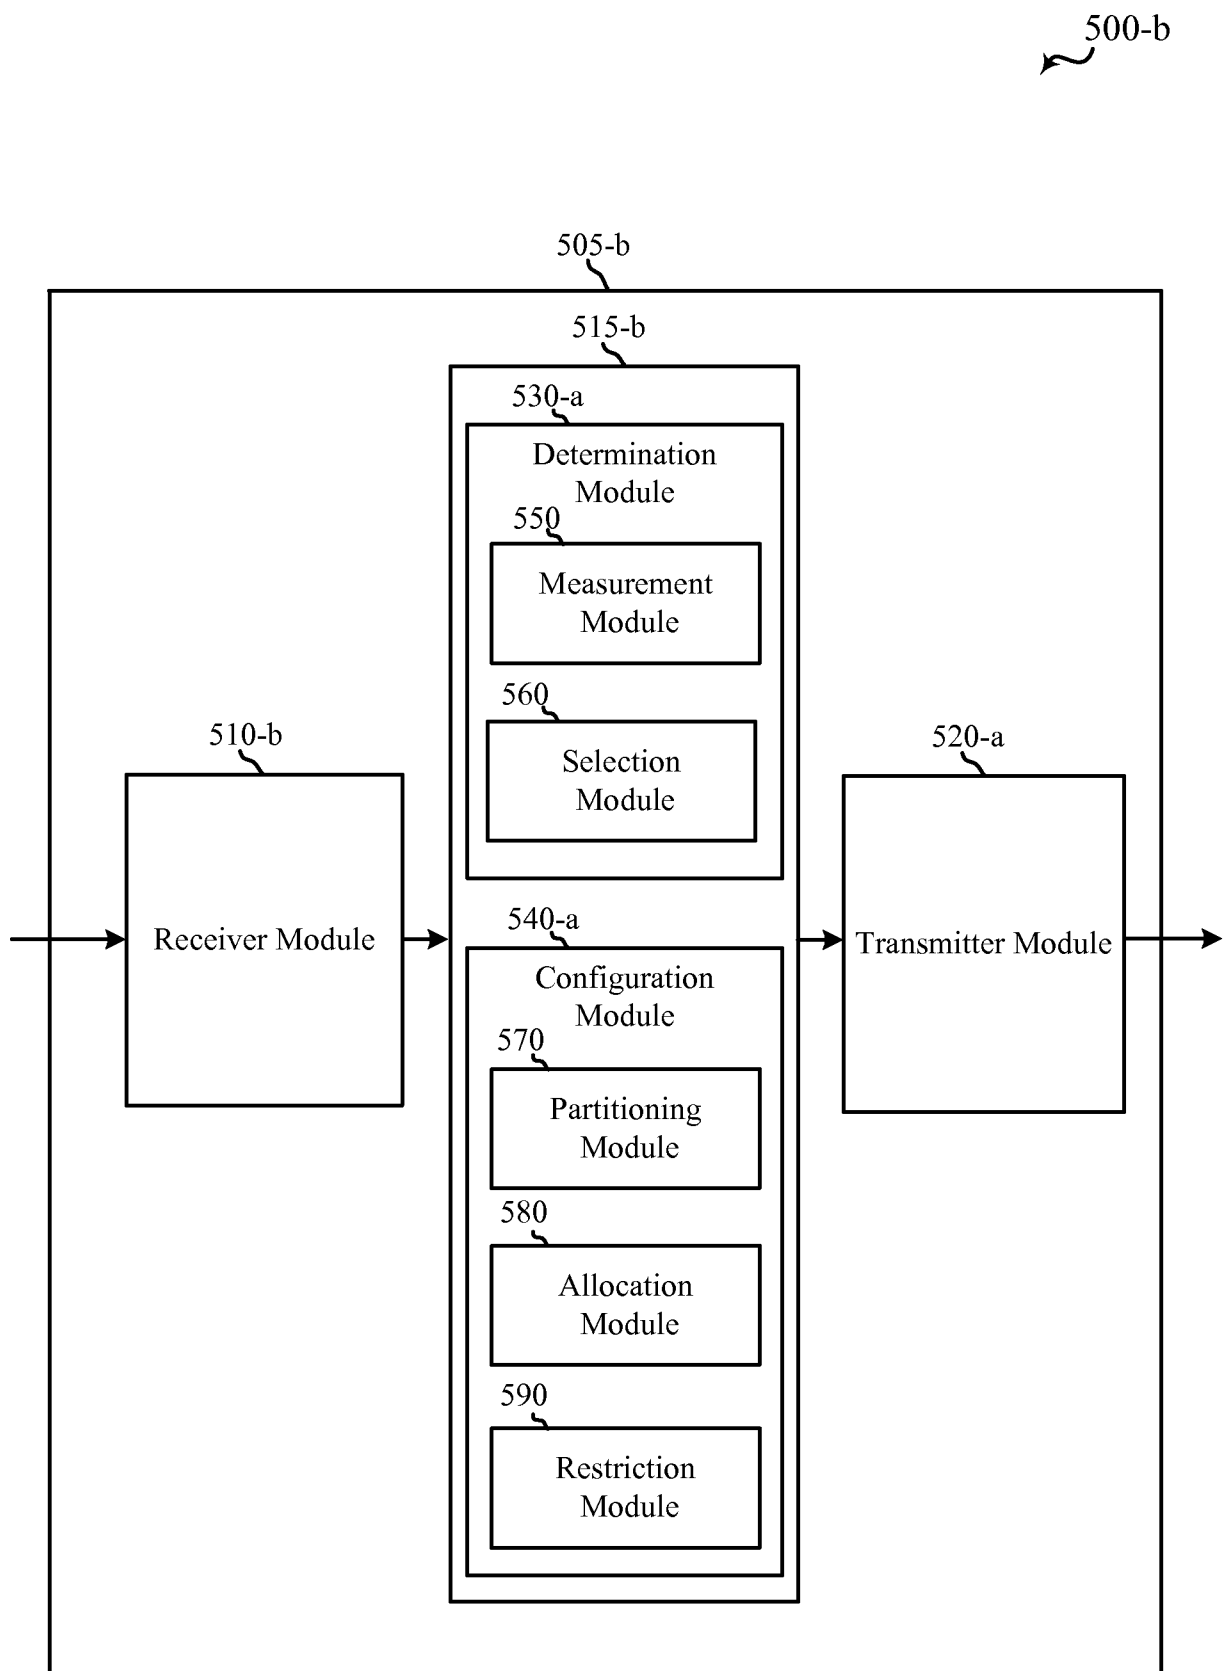 500-b
505-b
515-b
530-a
Determination
Module
550
Measurement
Module
560
Selection
Module
510-b
Receiver Module
520-a
Transmitter Module
540-a
Configuration
Module
570
Partitioning
Module
580
Allocation
Module
590
Restriction
Module